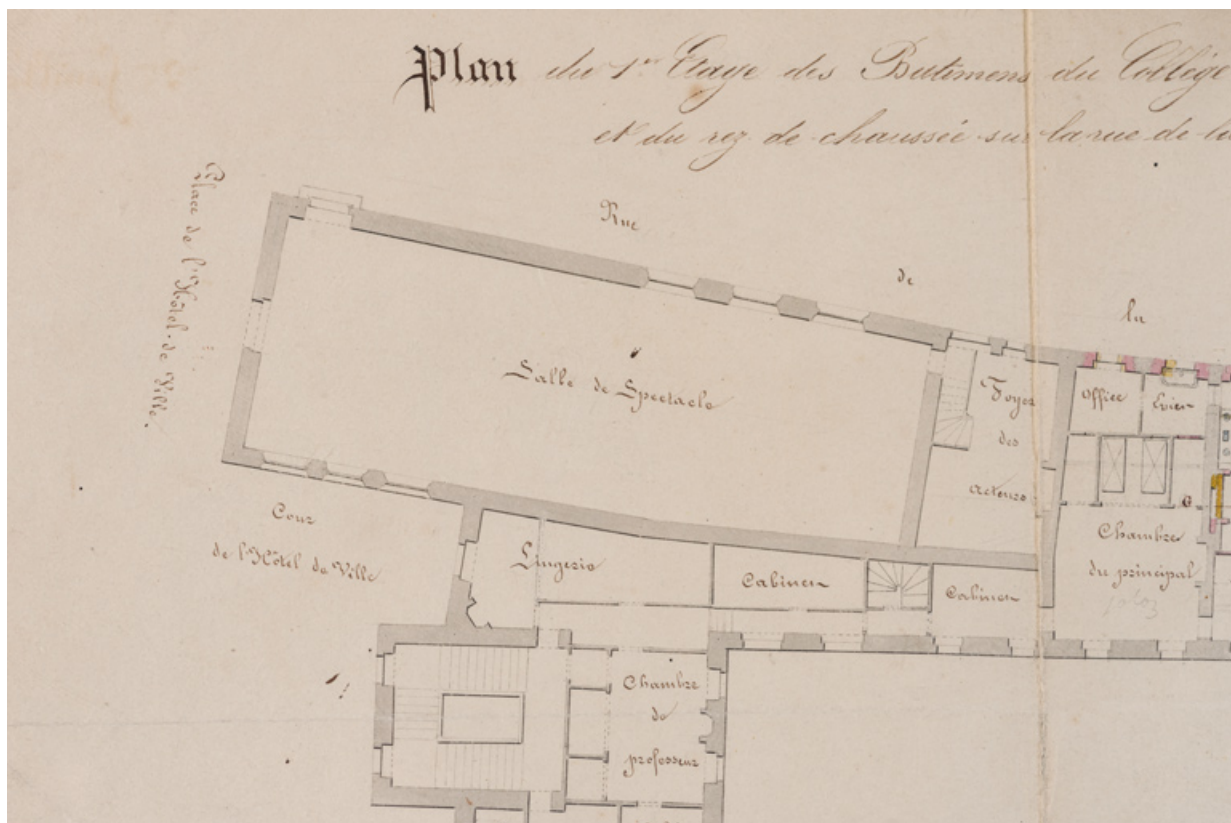 Plan du 1er Etage des Batimens du Collège
et du rez de chaussée sur la rue de la
Place de l'Hôtel-de-Ville.
Rue
de
la
Salle de Spectacle
Foyer
des
acteurs
Office
Evier
Cour
de l'Hôtel de Ville
Lingerie
Cabinet
Cabinet
Chambre
du principal
Chambre
de
professeur